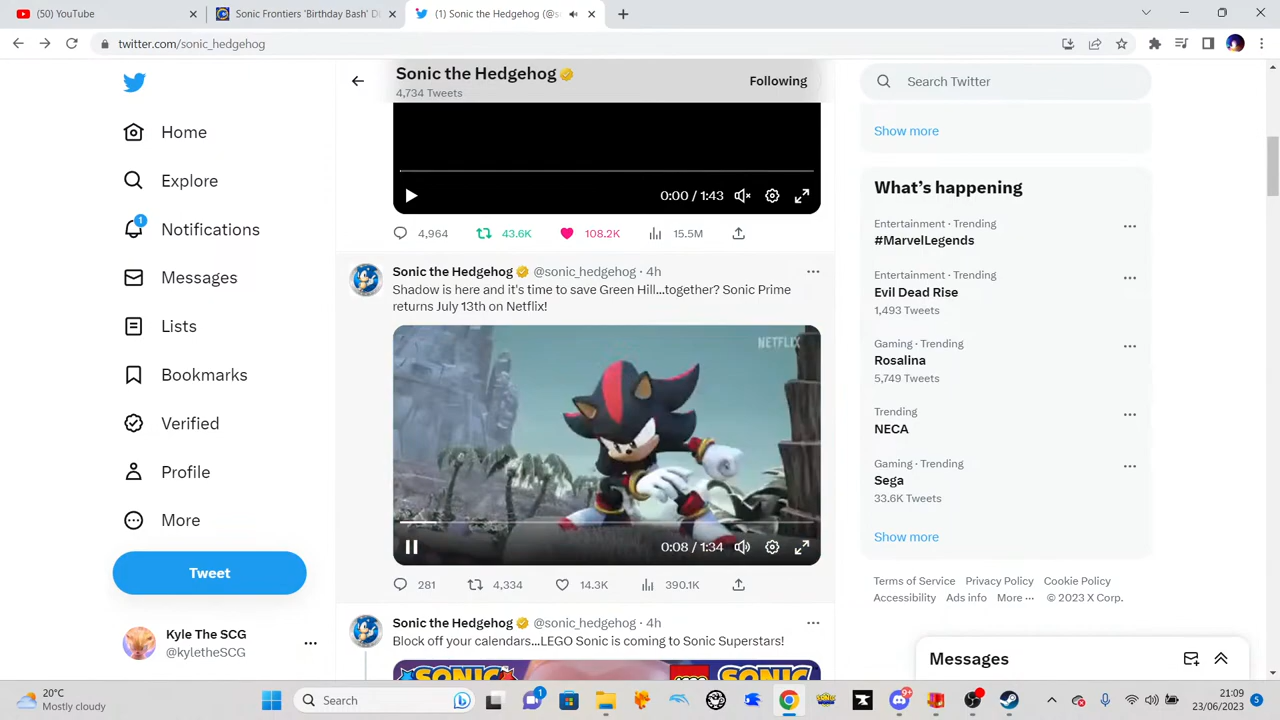 (50) YouTube
Sonic Frontiers 'Birthday Bash' D
(1) Sonic the Hedgehog (@s
twitter.com/sonic_hedgehog
Sonic the Hedgehog
4,734 Tweets
Following
Search Twitter
Home
Explore
1
Notifications
Messages
Lists
Bookmarks
Verified
Profile
More
Tweet
Kyle The SCG
@kyletheSCG
0:00 / 1:43
4,964
43.6K
108.2K
15.5M
Sonic the Hedgehog @sonic_hedgehog · 4h
Shadow is here and it's time to save Green Hill...together? Sonic Prime
returns July 13th on Netflix!
NETFLIX
0:08 / 1:34
281
4,334
14.3K
390.1K
Sonic the Hedgehog @sonic_hedgehog · 4h
Block off your calendars...LEGO Sonic is coming to Sonic Superstars!
SONIC
SONIC
Show more
What's happening
Entertainment · Trending
#MarvelLegends
Entertainment · Trending
Evil Dead Rise
1,493 Tweets
Gaming · Trending
Rosalina
5,749 Tweets
Trending
NECA
Gaming · Trending
Sega
33.6K Tweets
Show more
Terms of Service Privacy Policy Cookie Policy
Accessibility Ads info More ··· © 2023 X Corp.
Messages
20°C
Mostly cloudy
Search
1
9+
21:09
23/06/2023
5